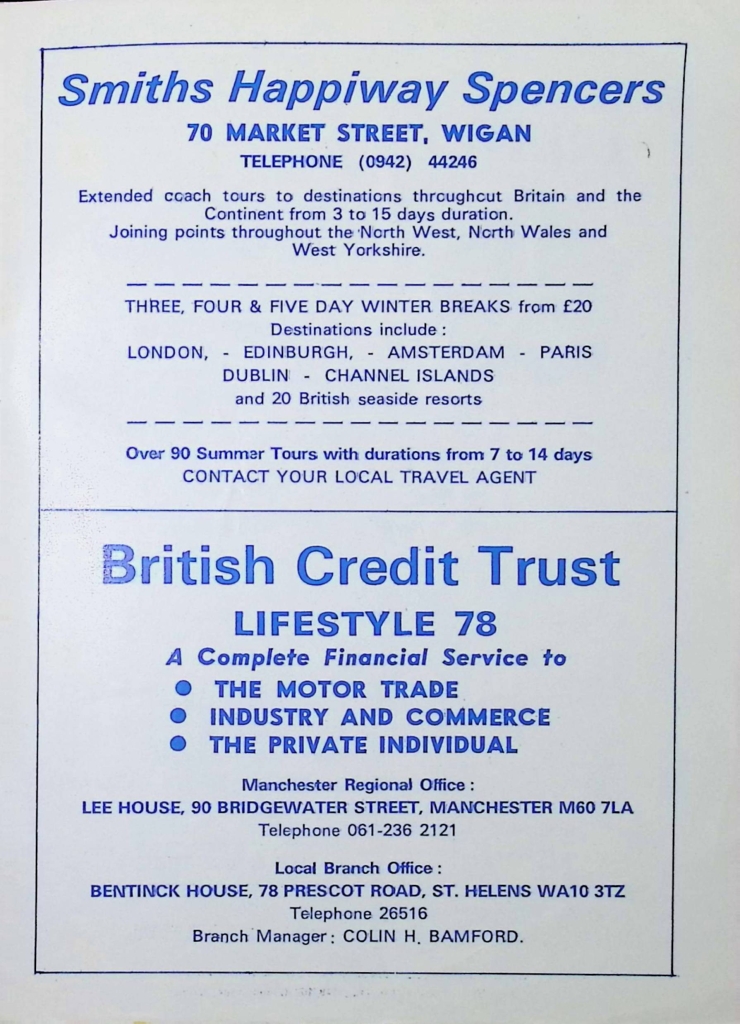 Smiths Happiway Spencers
70 MARKET STREET, WIGAN
TELEPHONE (0942) 44246
Extended coach tours to destinations throughout Britain and the
Continent from 3 to 15 days duration.
Joining points throughout the North West, North Wales and
West Yorkshire.
THREE, FOUR & FIVE DAY WINTER BREAKS from £20
Destinations include :
LONDON, - EDINBURGH, - AMSTERDAM - PARIS
DUBLIN - CHANNEL ISLANDS
and 20 British seaside resorts
Over 90 Summer Tours with durations from 7 to 14 days
CONTACT YOUR LOCAL TRAVEL AGENT
British Credit Trust
LIFESTYLE 78
A Complete Financial Service to
● THE MOTOR TRADE
● INDUSTRY AND COMMERCE
● THE PRIVATE INDIVIDUAL
Manchester Regional Office :
LEE HOUSE, 90 BRIDGEWATER STREET, MANCHESTER M60 7LA
Telephone 061-236 2121
Local Branch Office :
BENTINCK HOUSE, 78 PRESCOT ROAD, ST. HELENS WA10 3TZ
Telephone 26516
Branch Manager : COLIN H. BAMFORD.